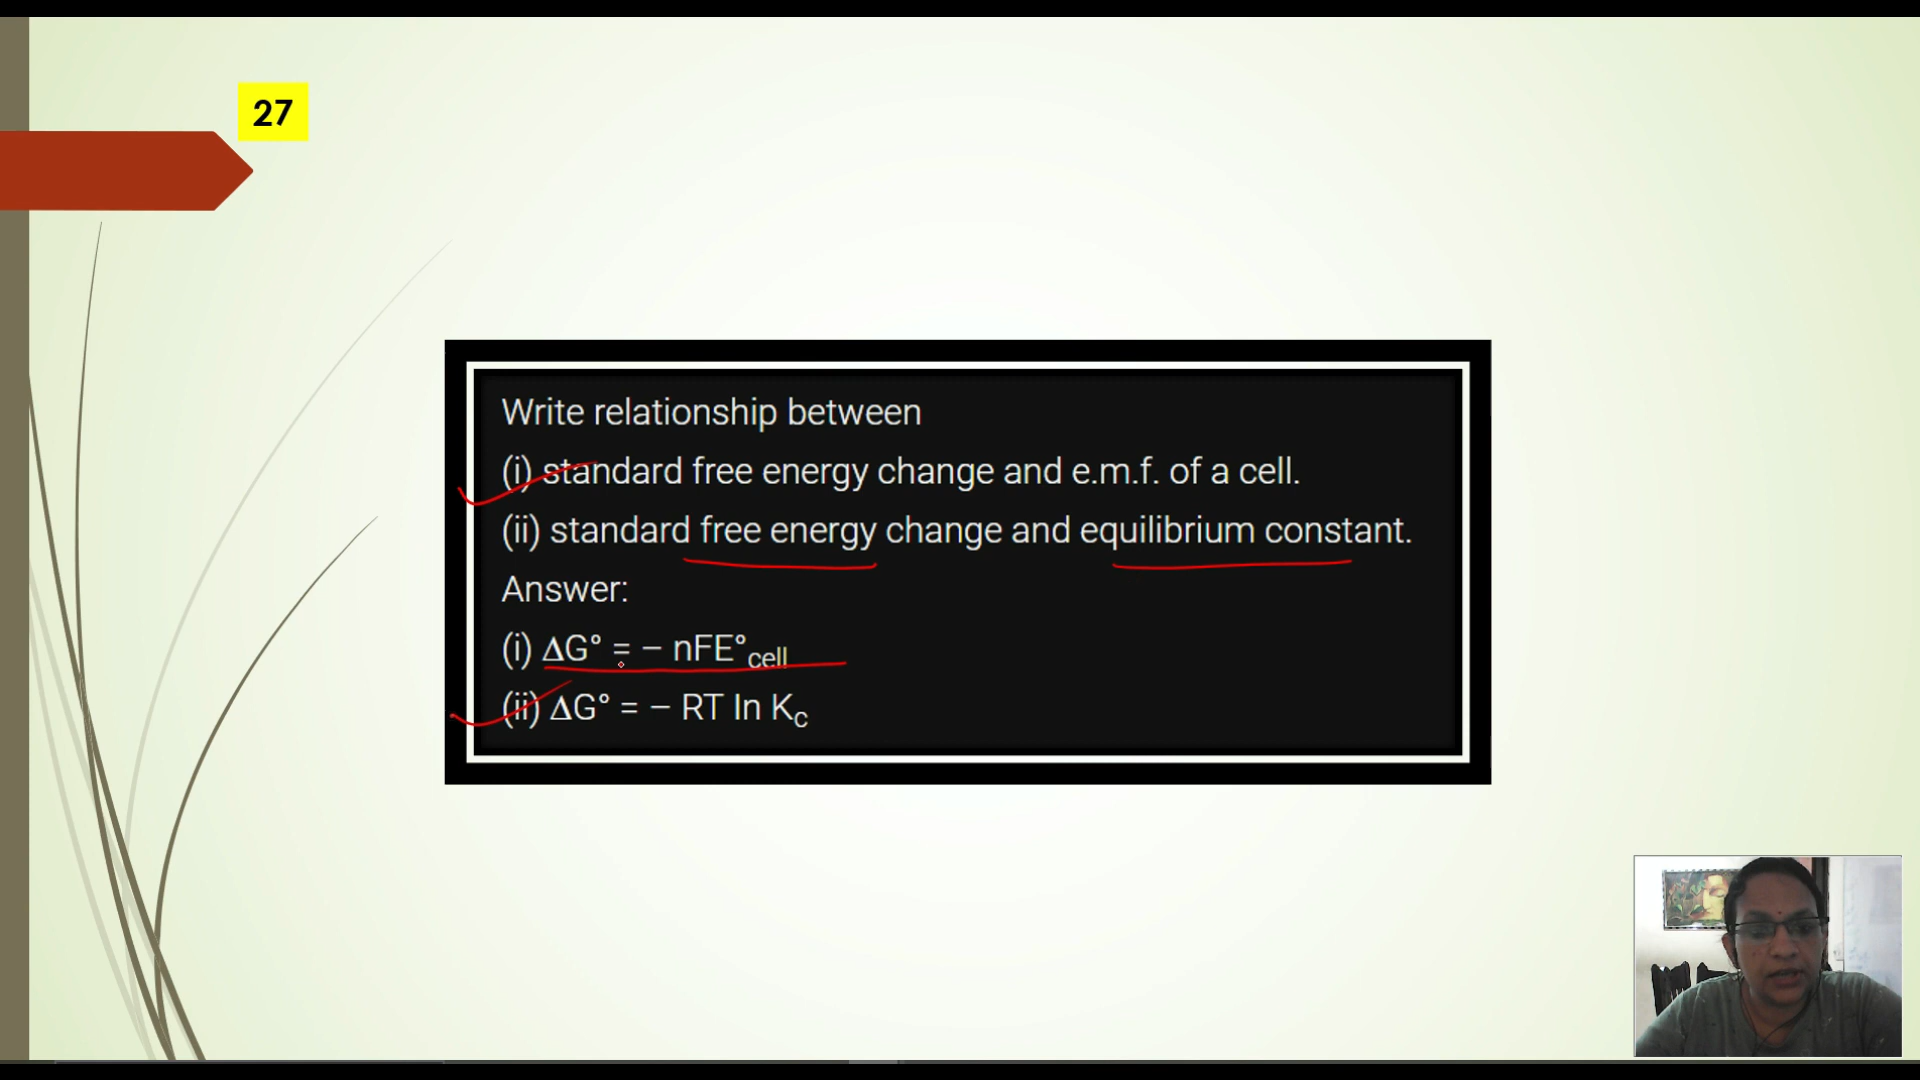 27
Write relationship between
(i) standard free energy change and e.m.f. of a cell.
(ii) standard free energy change and equilibrium constant.
Answer:
(i) ΔG° = – nFE°cell
(ii) ΔG° = – RT ln Kc